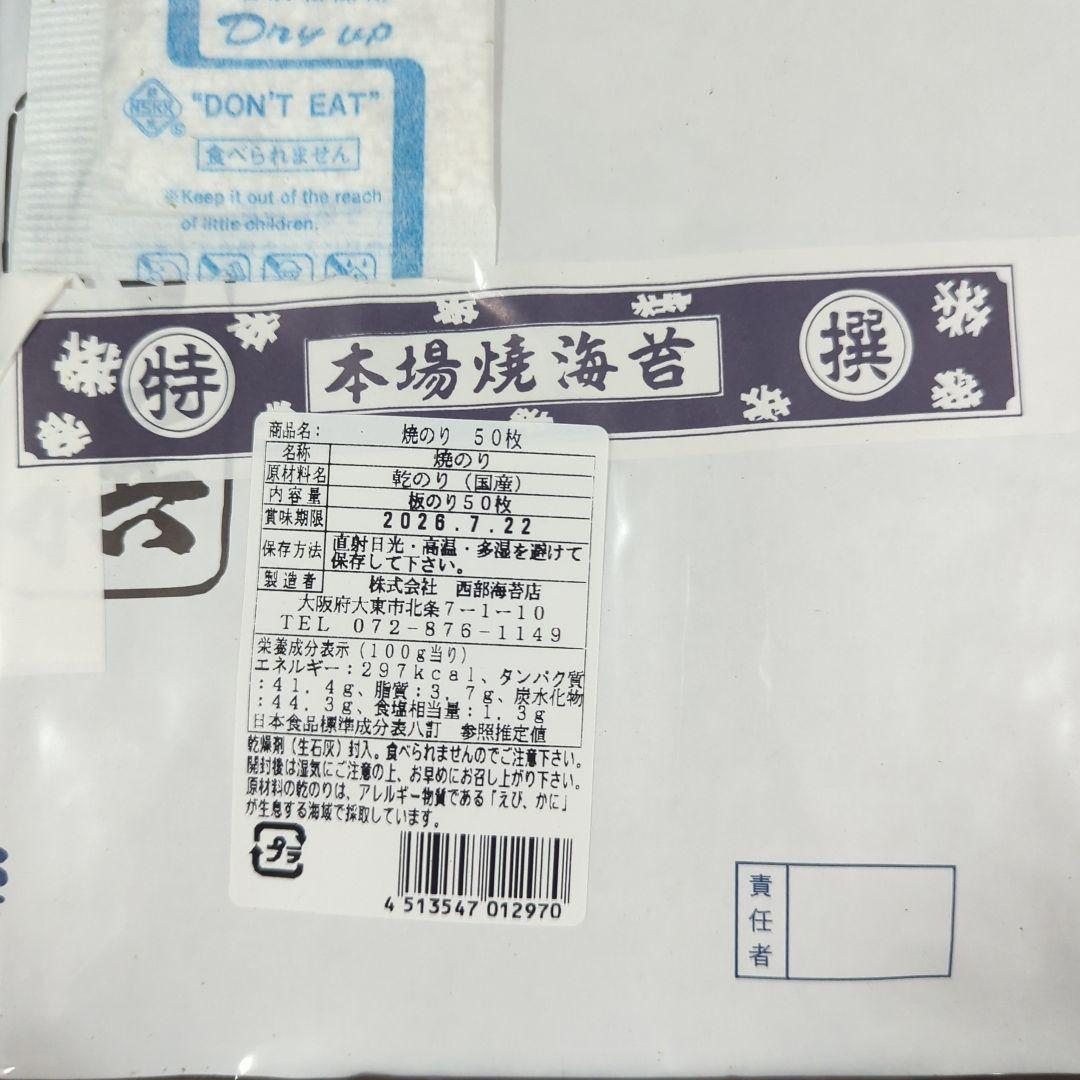 Dry up
NSKK
"DON'T EAT"
食べられません
※Keep it out of the reach
of little children.
特 本場焼海苔 撰
商品名： 焼のり ５０枚
名称 焼のり
原材料名 乾のり（国産）
内容量 板のり５０枚
賞味期限 2026.7.22
保存方法 直射日光・高温・多湿を避けて
保存して下さい。
製造者 株式会社 西部海苔店
大阪府大東市北条７－１－１０
ＴＥＬ ０７２－８７６－１１４９
栄養成分表示（１００ｇ当り）
エネルギー：２９７ｋｃａｌ、タンパク質
：４１．４ｇ、脂質：３．７ｇ、炭水化物
：４４．３ｇ、食塩相当量：１．３ｇ
日本食品標準成分表八訂 参照推定値
乾燥剤（生石灰）封入。食べられませんのでご注意下さい。
開封後は湿気にご注意の上、お早めにお召し上がり下さい。
原材料の乾のりは、アレルギー物質である「えび、かに」
が生息する海域で採取しています。
プラ
4 513547 012970
責任者